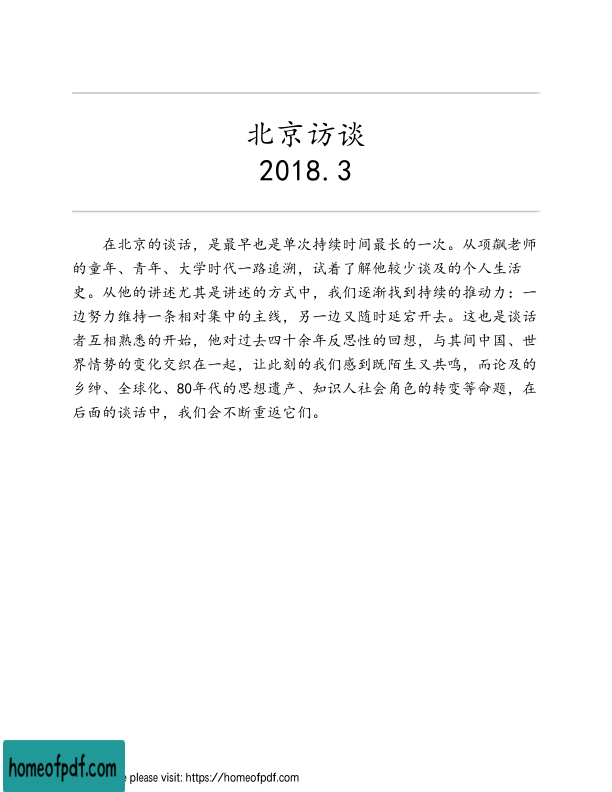 北京访谈
2018.3
在北京的谈话，是最早也是单次持续时间最长的一次。从项飙老师
的童年、青年、大学时代一路追溯，试着了解他较少谈及的个人生活
史。从他的讲述尤其是讲述的方式中，我们逐渐找到持续的推动力：一
边努力维持一条相对集中的主线，另一边又随时延宕开去。这也是谈话
者互相熟悉的开始，他对过去四十余年反思性的回想，与其间中国、世
界情势的变化交织在一起，让此刻的我们感到既陌生又共鸣，而论及的
乡绅、全球化、80年代的思想遗产、知识人社会角色的转变等命题，在
后面的谈话中，我们会不断重返它们。
homeofpdf.com
e please visit: https://homeofpdf.com